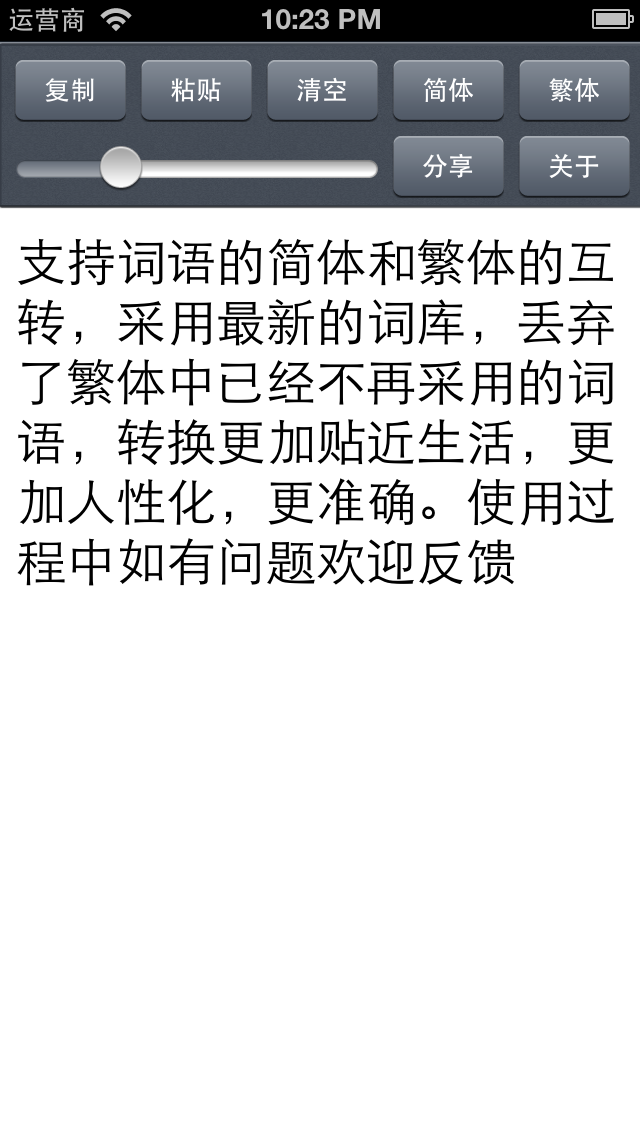 运营商 10:23 PM
复制 粘贴 清空 简体 繁体
分享 关于
支持词语的简体和繁体的互
转，采用最新的词库，丢弃
了繁体中已经不再采用的词
语，转换更加贴近生活，更
加人性化，更准确。使用过
程中如有问题欢迎反馈